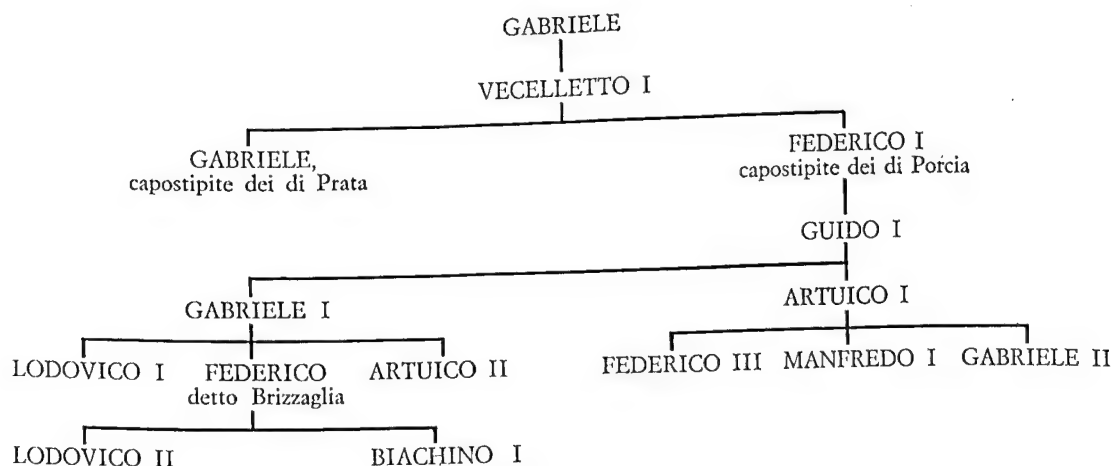 GABRIELE
VECELLETTO I
GABRIELE,
capostipite dei di Prata
FEDERICO I
capostipite dei di Porcia
GUIDO I
GABRIELE I
ARTUICO I
LODOVICO I
FEDERICO
detto Brizzaglia
ARTUICO II
FEDERICO III
MANFREDO I
GABRIELE II
LODOVICO II
BIACHINO I